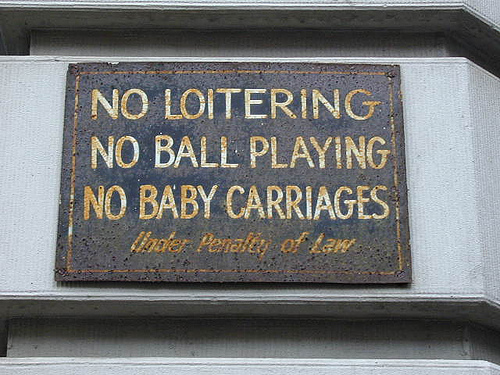 NO LOITERING
NO BALL PLAYING
NO BABY CARRIAGES
Under Penalty of Law